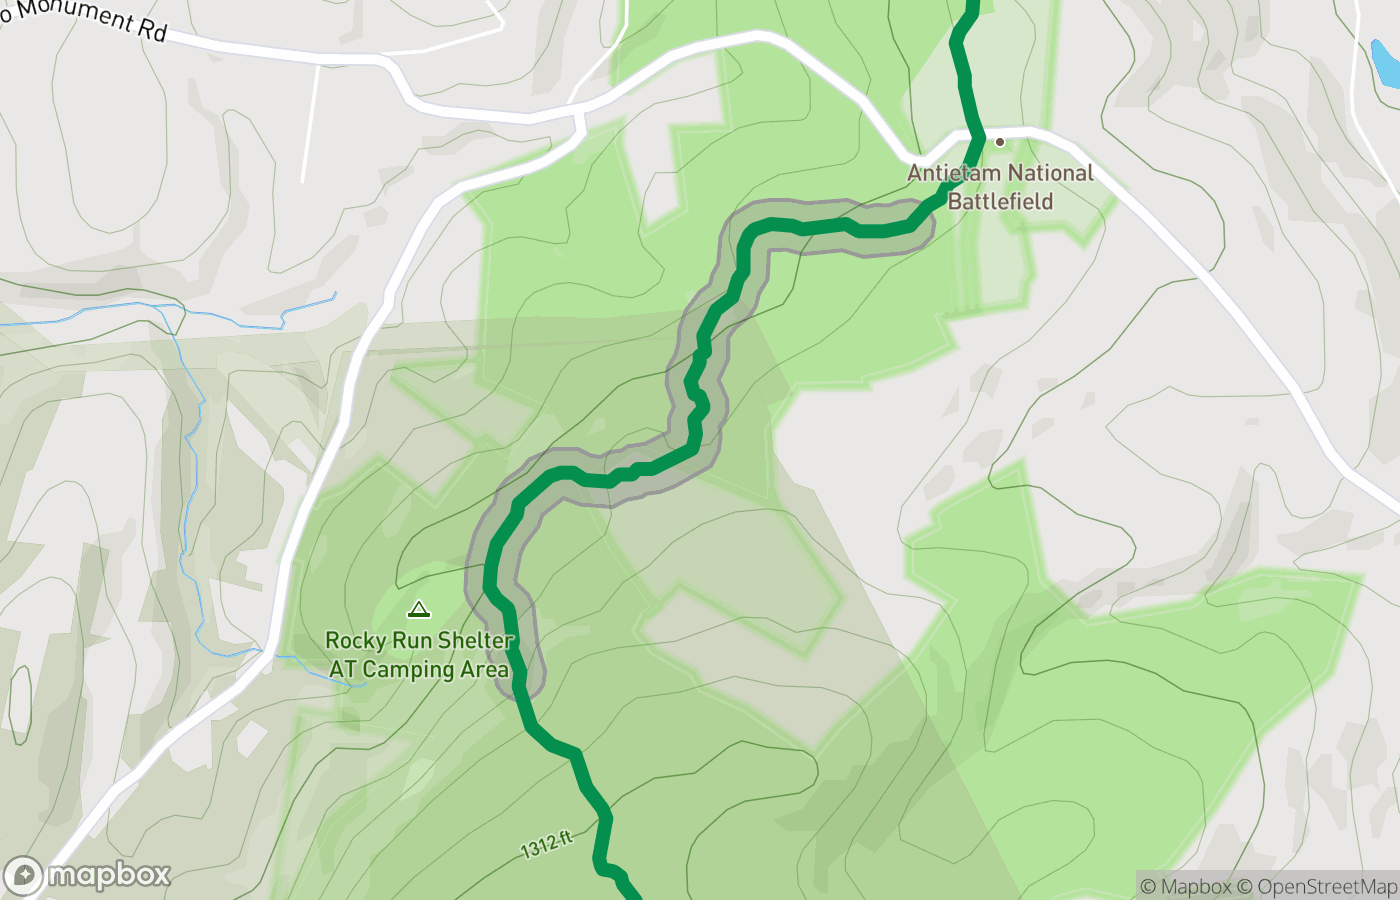 o Monument Rd
Antietam National
Battlefield
Rocky Run Shelter
AT Camping Area
1312 ft
mapbox
© Mapbox © OpenStreetMap